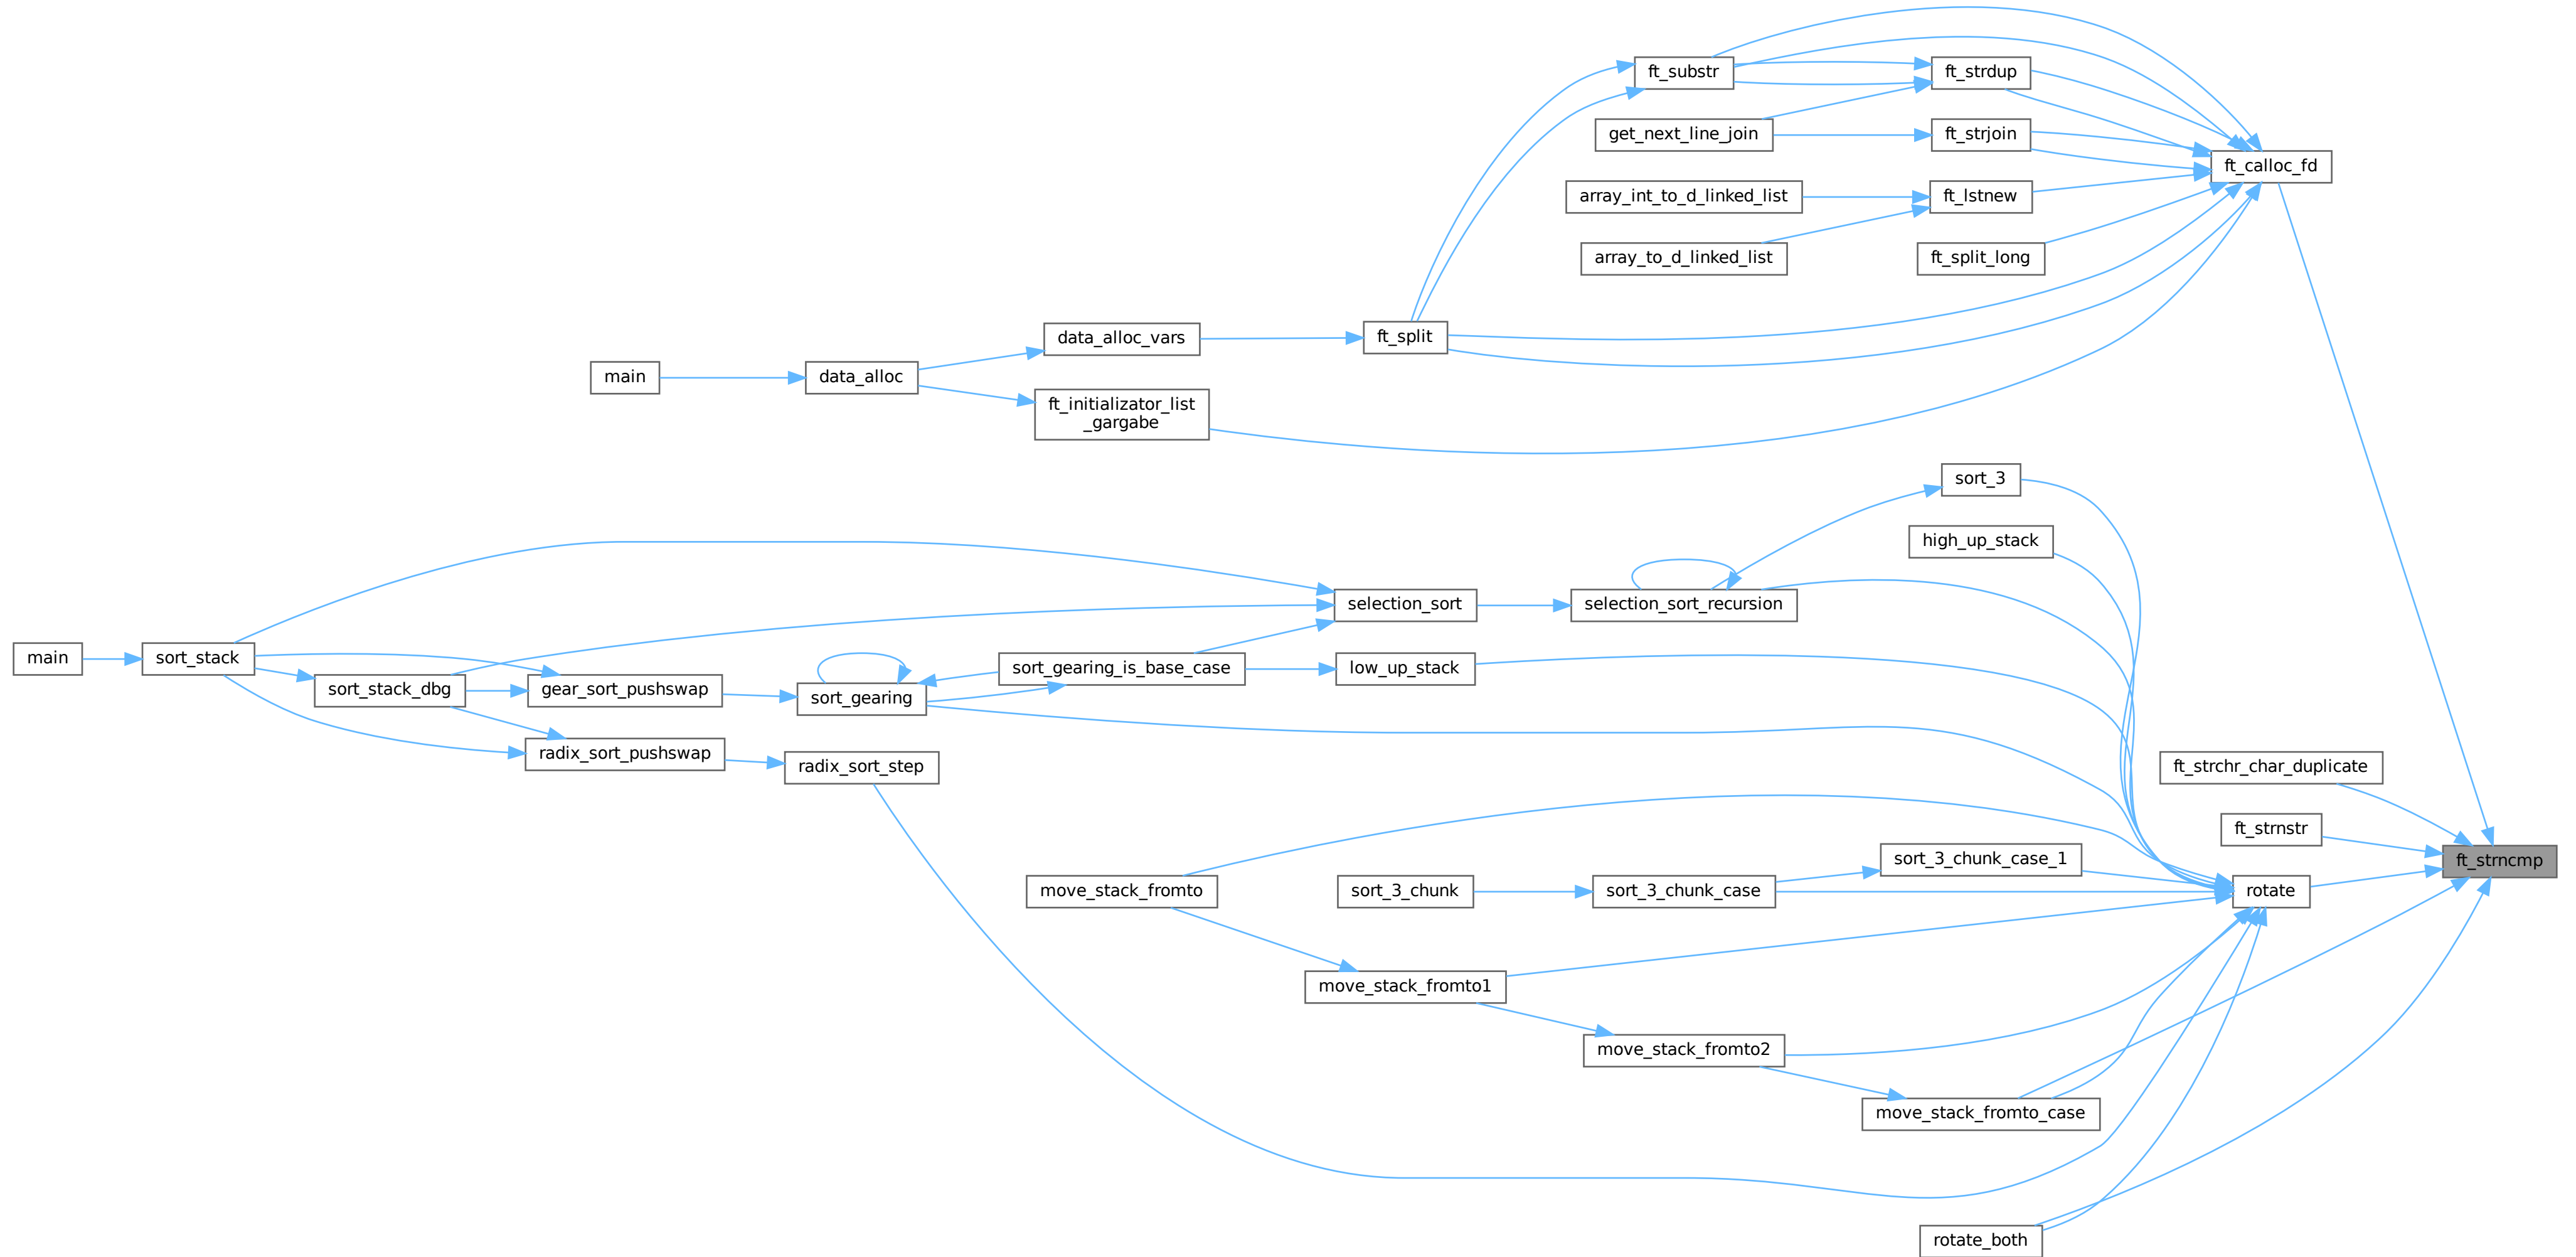 ft_substr
ft_strdup
get_next_line_join
ft_strjoin
ft_calloc_fd
array_int_to_d_linked_list
ft_lstnew
array_to_d_linked_list
ft_split_long
data_alloc_vars
ft_split
main
data_alloc
ft_initializator_list
_gargabe
sort_3
high_up_stack
selection_sort
selection_sort_recursion
main
sort_stack
sort_gearing_is_base_case
low_up_stack
sort_stack_dbg
gear_sort_pushswap
sort_gearing
radix_sort_pushswap
radix_sort_step
ft_strchr_char_duplicate
ft_strnstr
sort_3_chunk_case_1
ft_strncmp
move_stack_fromto
sort_3_chunk
sort_3_chunk_case
rotate
move_stack_fromto1
move_stack_fromto2
move_stack_fromto_case
rotate_both